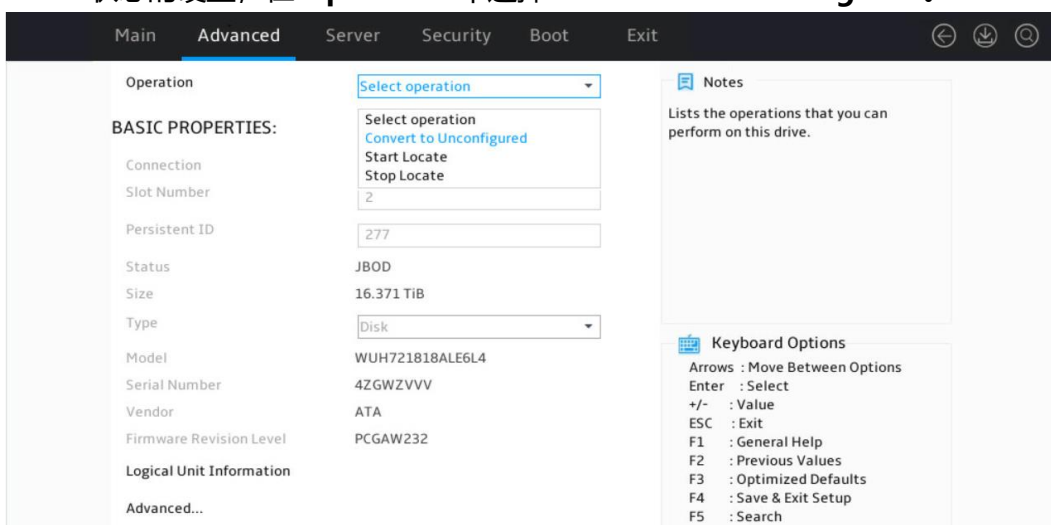 Main Advanced Server Security Boot Exit
Operation
Select operation
Select operation
Convert to Unconfigured
Start Locate
Stop Locate
BASIC PROPERTIES:
Connection
Slot Number
2
Persistent ID
277
Status
JBOD
Size
16.371 TiB
Type
Disk
Model
WUH721818ALE6L4
Serial Number
4ZGWZVVV
Vendor
ATA
Firmware Revision Level
PCGAW232
Logical Unit Information
Advanced...
Notes
Lists the operations that you can
perform on this drive.
Keyboard Options
Arrows : Move Between Options
Enter : Select
+/- : Value
ESC : Exit
F1 : General Help
F2 : Previous Values
F3 : Optimized Defaults
F4 : Save & Exit Setup
F5 : Search